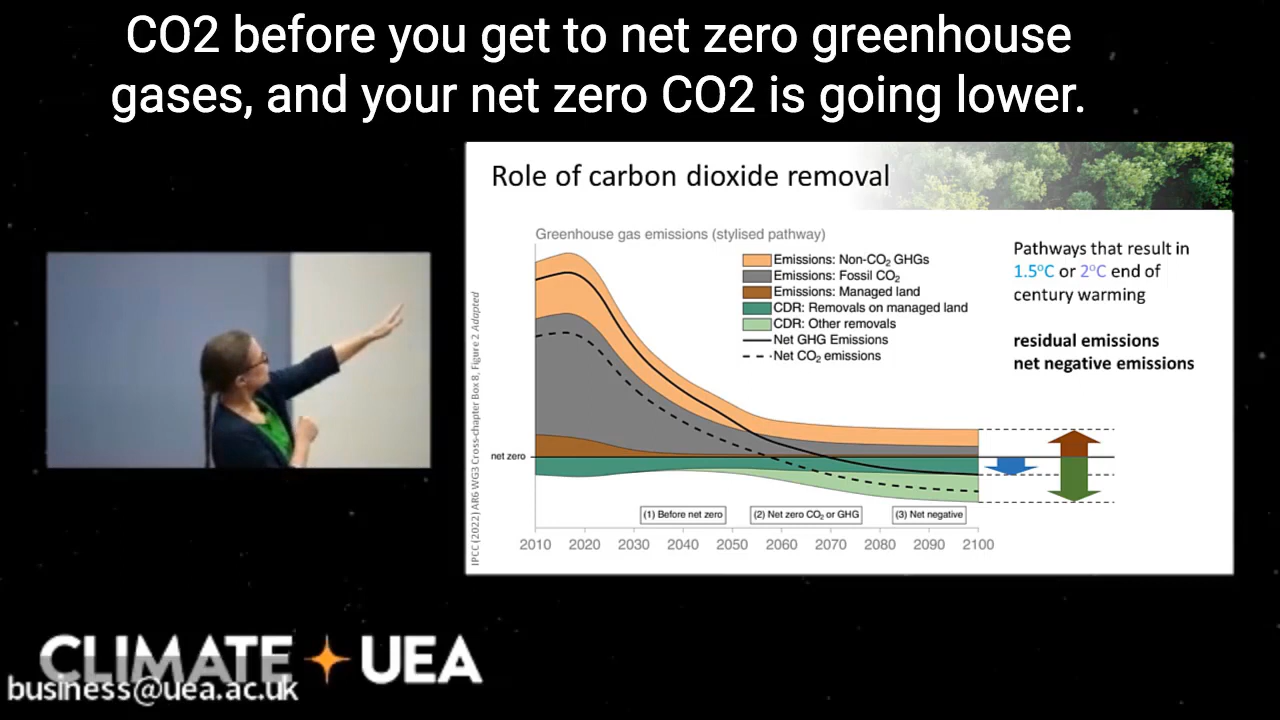 CO2 before you get to net zero greenhouse
gases, and your net zero CO2 is going lower.
Role of carbon dioxide removal
Greenhouse gas emissions (stylised pathway)
Emissions: Non-CO₂ GHGs
Emissions: Fossil CO₂
Emissions: Managed land
CDR: Removals on managed land
CDR: Other removals
Net GHG Emissions
Net CO₂ emissions
Pathways that result in
1.5°C or 2°C end of
century warming
residual emissions
net negative emissions
IPCC (2022) AR6 WG3 Cross-chapter Box 8, Figure 2 Adapted
net zero
(1) Before net zero
(2) Net zero CO₂ or GHG
(3) Net negative
2010 2020 2030 2040 2050 2060 2070 2080 2090 2100
CLIMATE UEA
business@uea.ac.uk